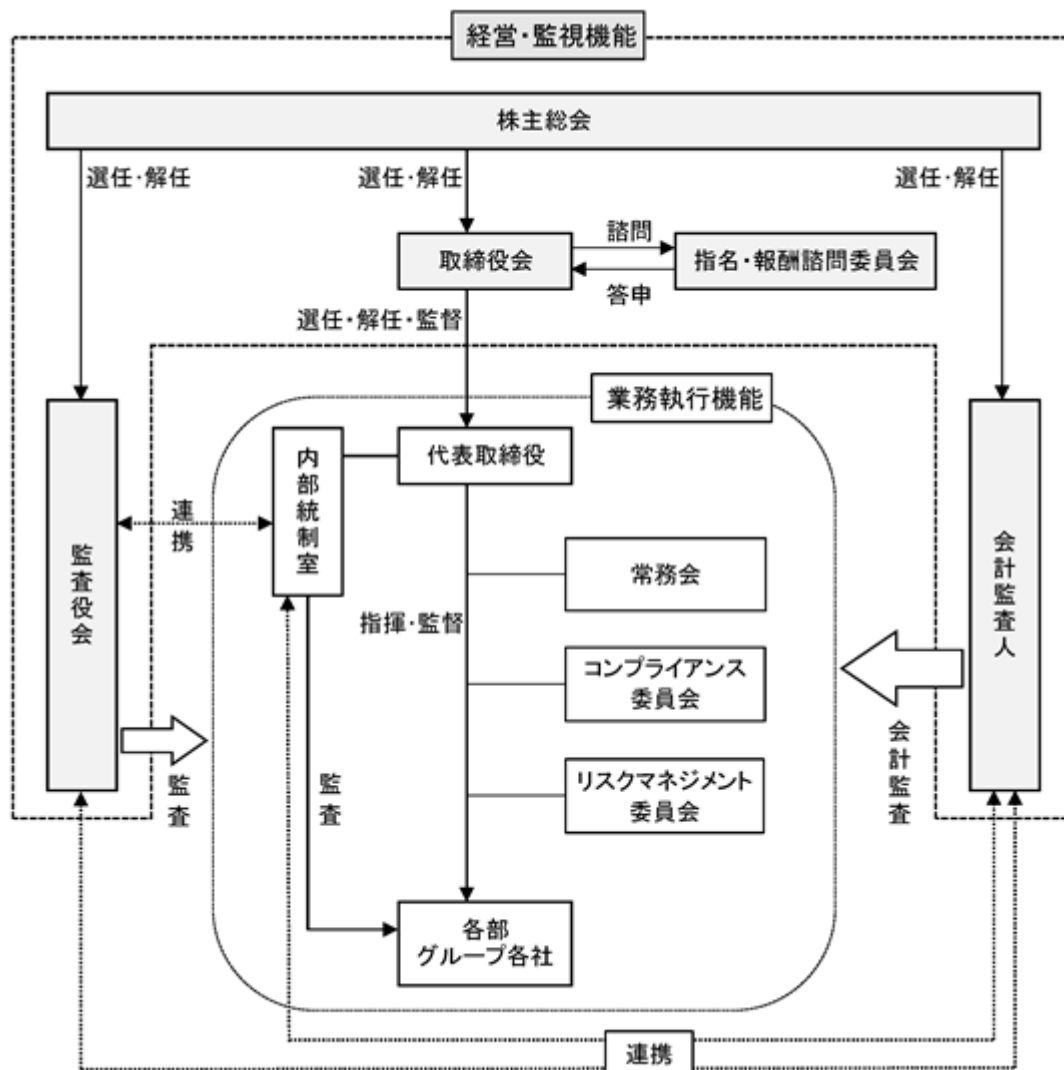 経営・監視機能
株主総会
選任・解任
選任・解任
選任・解任
取締役会
諮問
答申
指名・報酬諮問委員会
選任・解任・監督
業務執行機能
代表取締役
内部統制室
連携
監査役会
会計監査人
常務会
指揮・監督
コンプライアンス
委員会
リスクマネジメント
委員会
監査
監査
会計監査
各部
グループ各社
連携